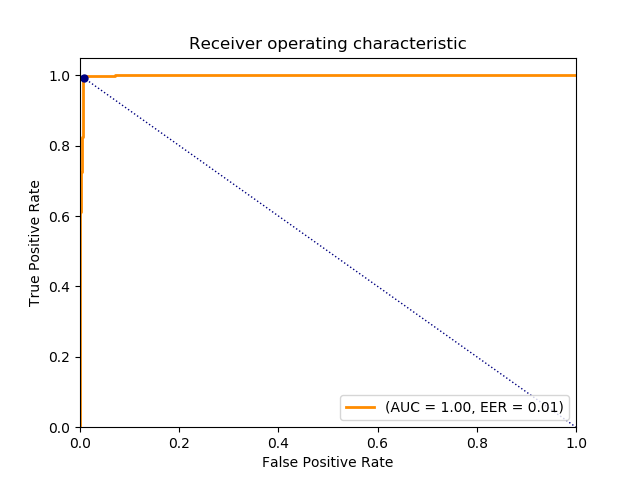 Receiver operating characteristic
1.0
0.8
0.6
0.4
0.2
0.0
True Positive Rate
(AUC = 1.00, EER = 0.01)
0.0 0.2 0.4 0.6 0.8 1.0
False Positive Rate